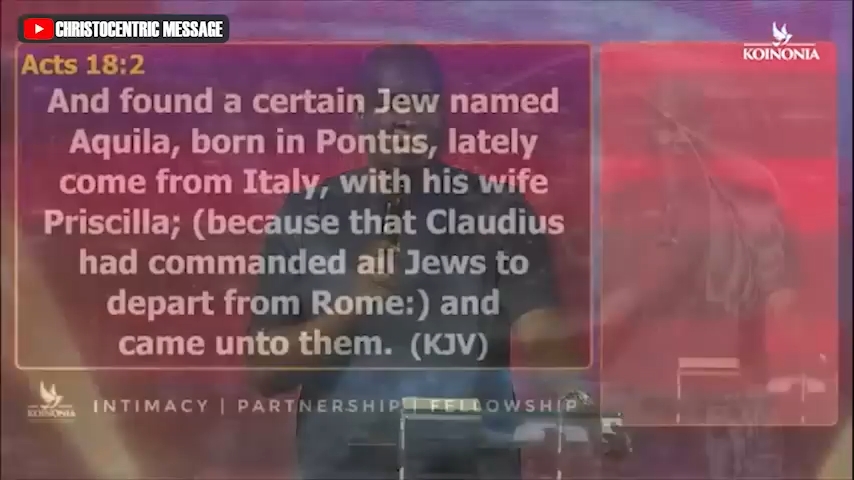 CHRISTOCENTRIC MESSAGE
KOINONIA
Acts 18:2
And found a certain Jew named
Aquila, born in Pontus, lately
come from Italy, with his wife
Priscilla; (because that Claudius
had commanded all Jews to
depart from Rome:) and
came unto them. (KJV)
KOINONIA
INTIMACY | PARTNERSHIP | FELLOWSHIP